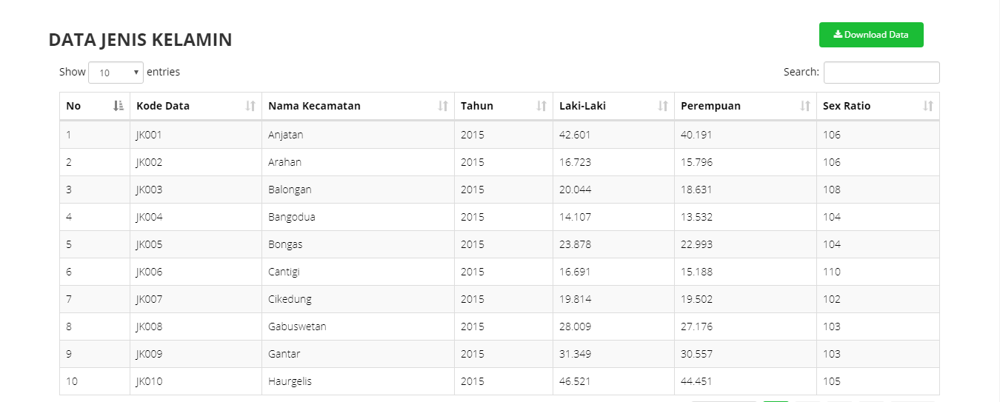 DATA JENIS KELAMIN
Download Data
Show 10 entries
Search:
No Kode Data Nama Kecamatan Tahun Laki-Laki Perempuan Sex Ratio
1 JK001 Anjatan 2015 42.601 40.191 106
2 JK002 Arahan 2015 16.723 15.796 106
3 JK003 Balongan 2015 20.044 18.631 108
4 JK004 Bangodua 2015 14.107 13.532 104
5 JK005 Bongas 2015 23.878 22.993 104
6 JK006 Cantigi 2015 16.691 15.188 110
7 JK007 Cikedung 2015 19.814 19.502 102
8 JK008 Gabuswetan 2015 28.009 27.176 103
9 JK009 Gantar 2015 31.349 30.557 103
10 JK010 Haurgelis 2015 46.521 44.451 105